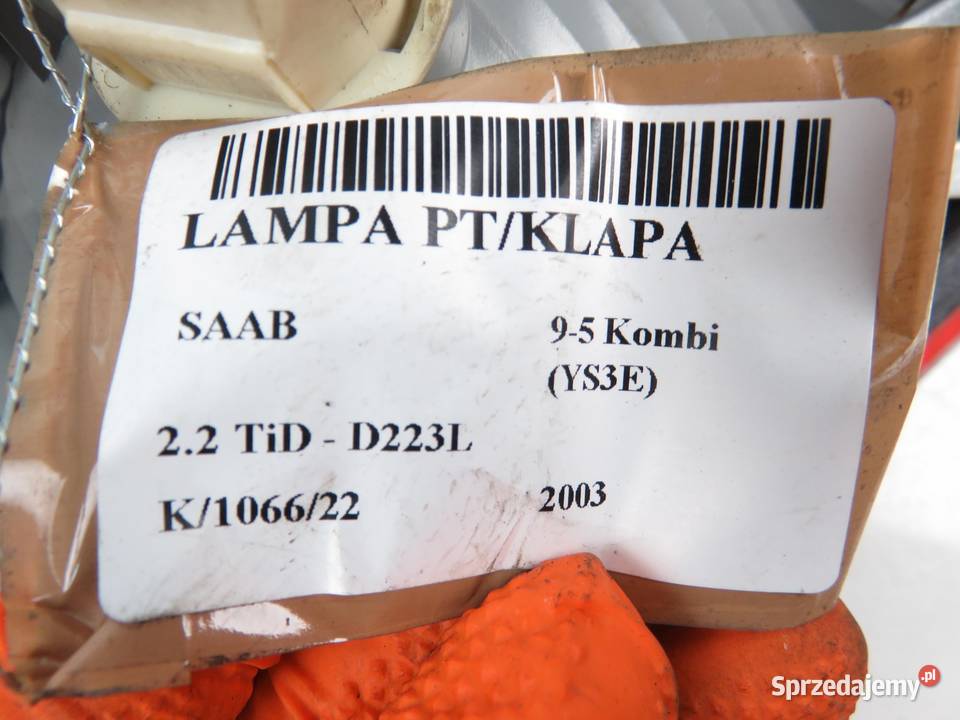 LAMPA PT/KLAPA
SAAB 9-5 Kombi
(YS3E)
2.2 TiD - D223L
K/1066/22 2003
Sprzedajemy.pl